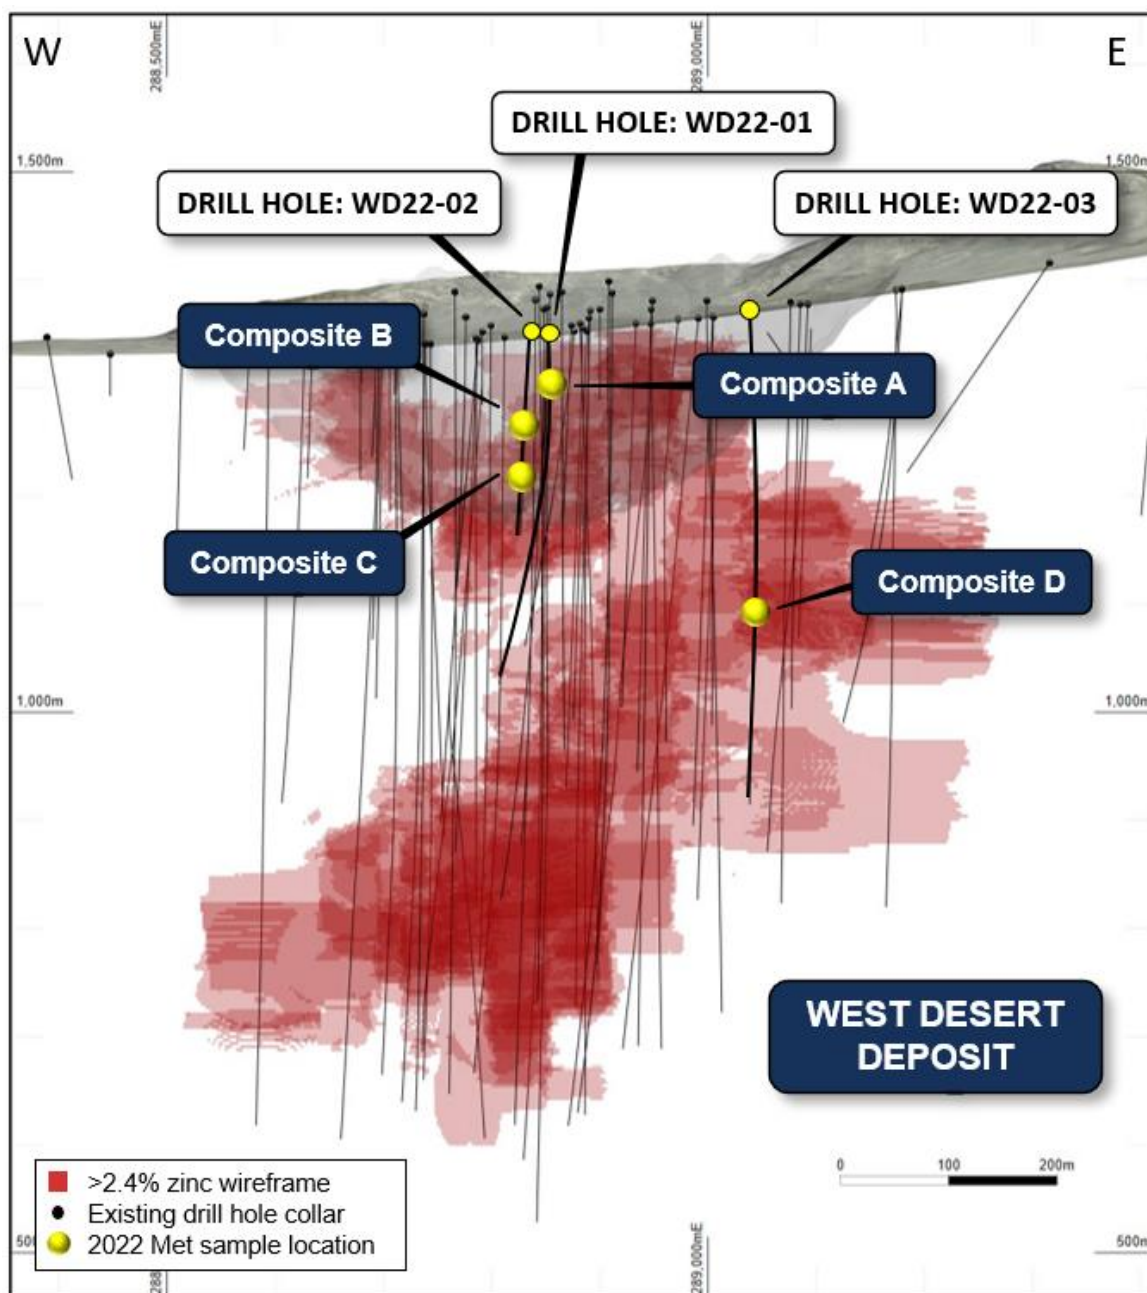 W
288,500mE
289,000mE
E
DRILL HOLE: WD22-01
1,500m
1,500m
DRILL HOLE: WD22-02
DRILL HOLE: WD22-03
Composite B
Composite A
Composite C
Composite D
1,000m
1,000m
WEST DESERT
DEPOSIT
>2.4% zinc wireframe
Existing drill hole collar
2022 Met sample location
0 100 200m
500m
289,000mE